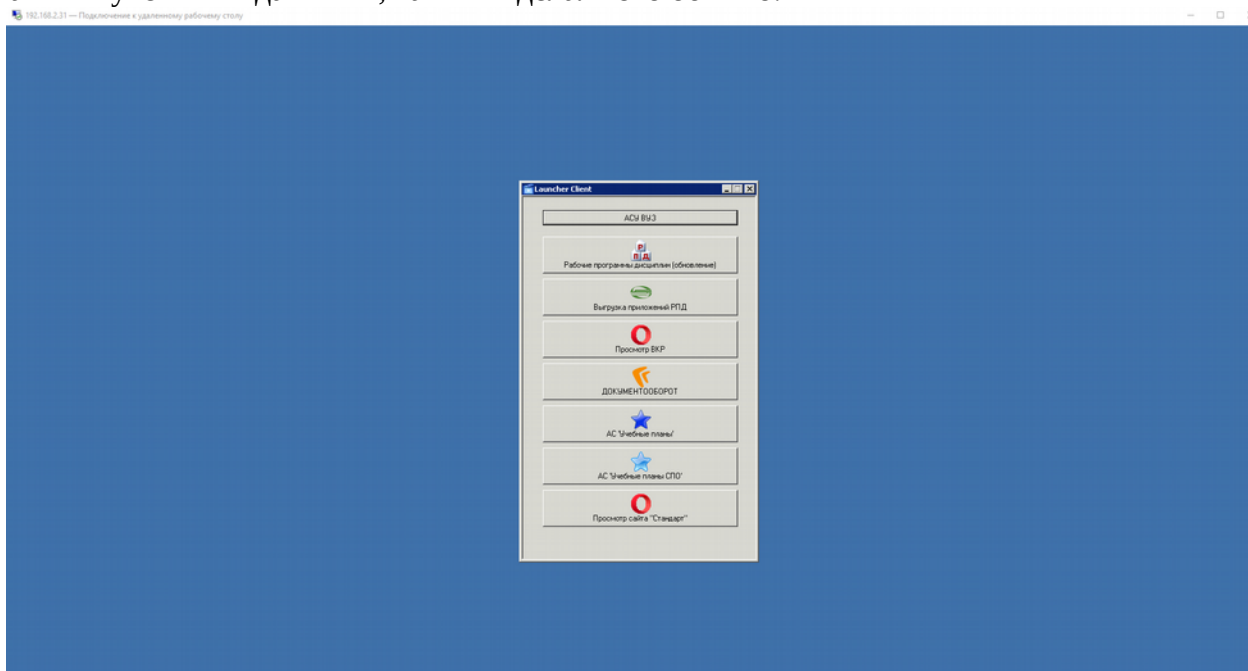 192.168.2.31 — Подключение к удаленному рабочему столу
Launcher Client
АСУ ВУЗ
Рабочие программы дисциплин (обновление)
Выгрузка приложений РПД
Просмотр ВКР
ДОКУМЕНТООБОРОТ
АС 'Учебные планы'
АС 'Учебные планы СПО'
Просмотр сайта "Стандарт"